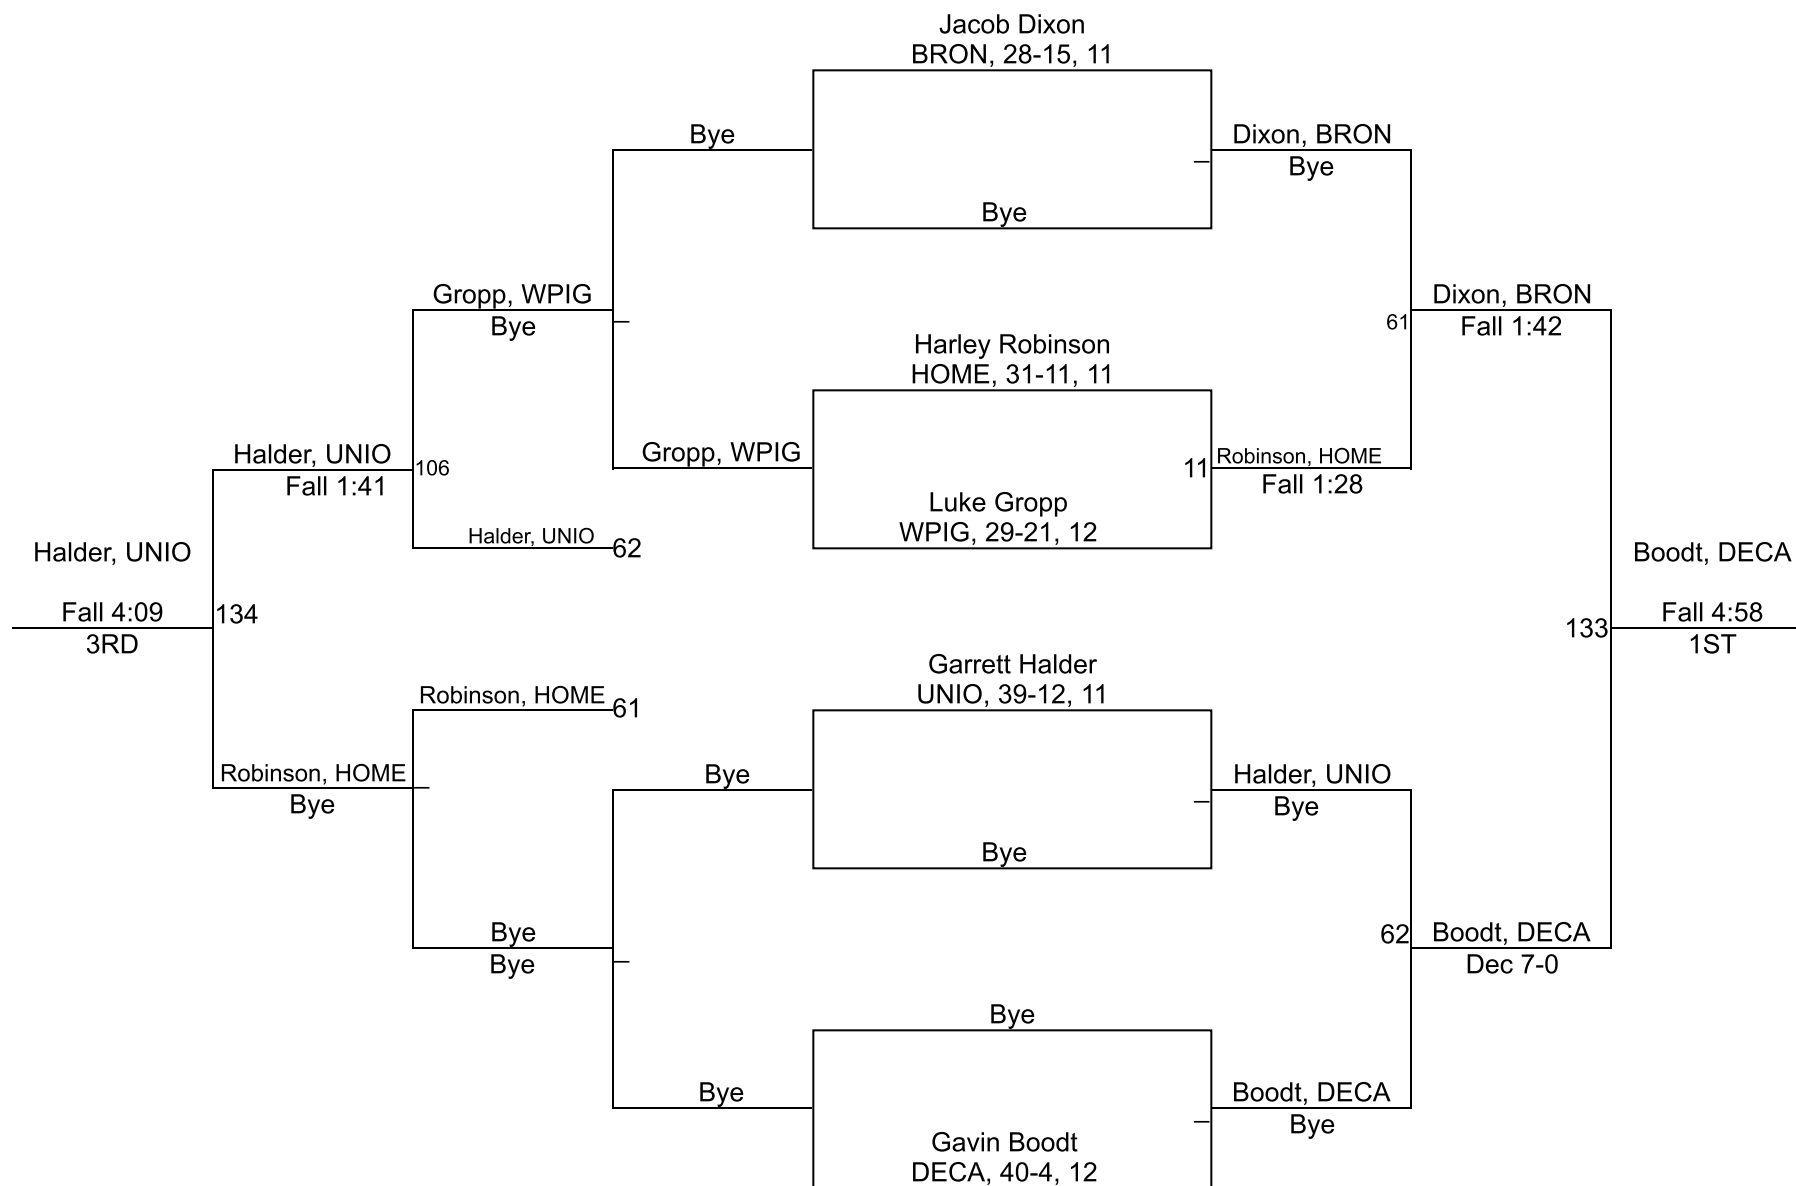 Jacob Dixon
BRON, 28-15, 11
Bye
Dixon, BRON
Bye
Bye
Gropp, WPIG
Bye
Dixon, BRON
61
Fall 1:42
Harley Robinson
HOME, 31-11, 11
Halder, UNIO
106
Fall 1:41
Gropp, WPIG
11
Robinson, HOME
Fall 1:28
Luke Gropp
WPIG, 29-21, 12
Halder, UNIO
62
Halder, UNIO
Boodt, DECA
Fall 4:09
134
3RD
133
Fall 4:58
1ST
Garrett Halder
UNIO, 39-12, 11
Robinson, HOME
61
Robinson, HOME
Bye
Bye
Halder, UNIO
Bye
Bye
Bye
Bye
62
Boodt, DECA
Dec 7-0
Bye
Bye
Boodt, DECA
Bye
Gavin Boodt
DECA, 40-4, 12